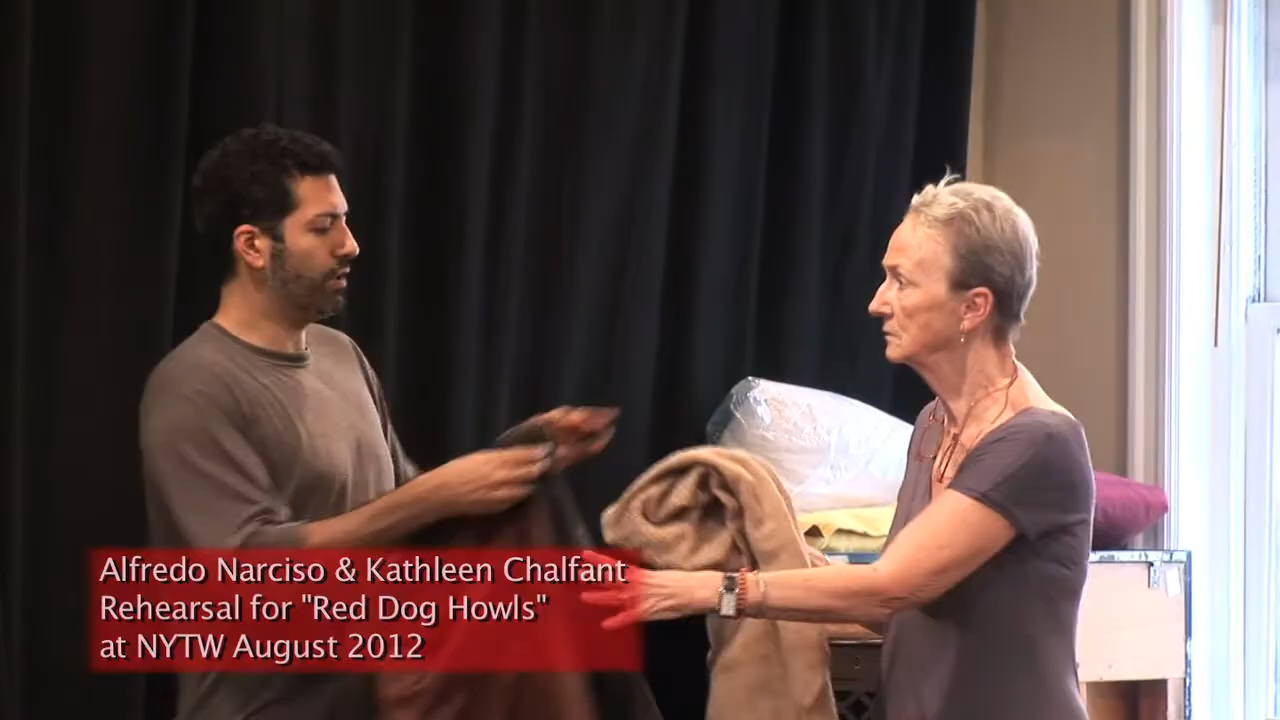 Alfredo Narciso & Kathleen Chalfant
Rehearsal for "Red Dog Howls"
at NYTW August 2012